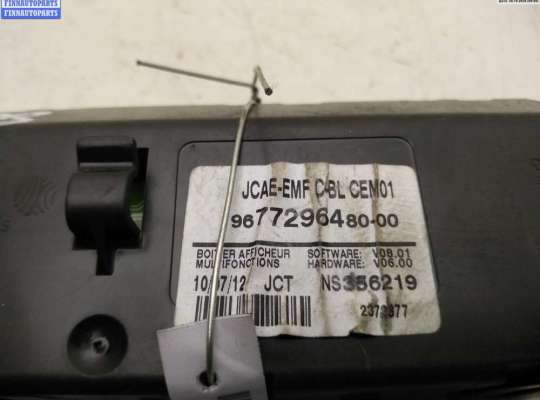 FINNAUTOPARTS
FINNAUTOPARTS
JCAE-EMF C-BL CEM01
9677296480-00
BOITIER AFFICHEUR SOFTWARE: V08.01
MULTIFONCTIONS HARDWARE: V06.00
10/07/12 JCT NS356219